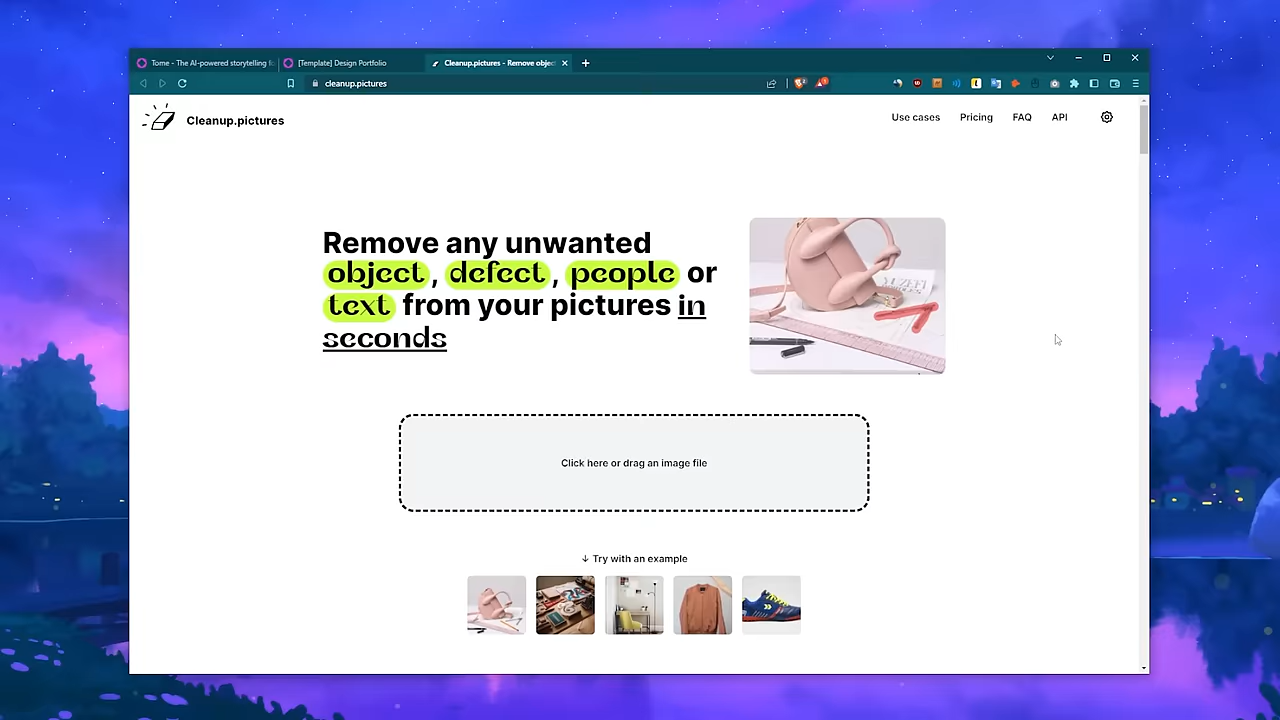 Tome - The AI-powered storytelling fo
[Template] Design Portfolio
Cleanup.pictures - Remove objec
cleanup.pictures
Cleanup.pictures
Use cases
Pricing
FAQ
API
Remove any unwanted
object, defect, people or
text from your pictures in
seconds
Click here or drag an image file
↓ Try with an example